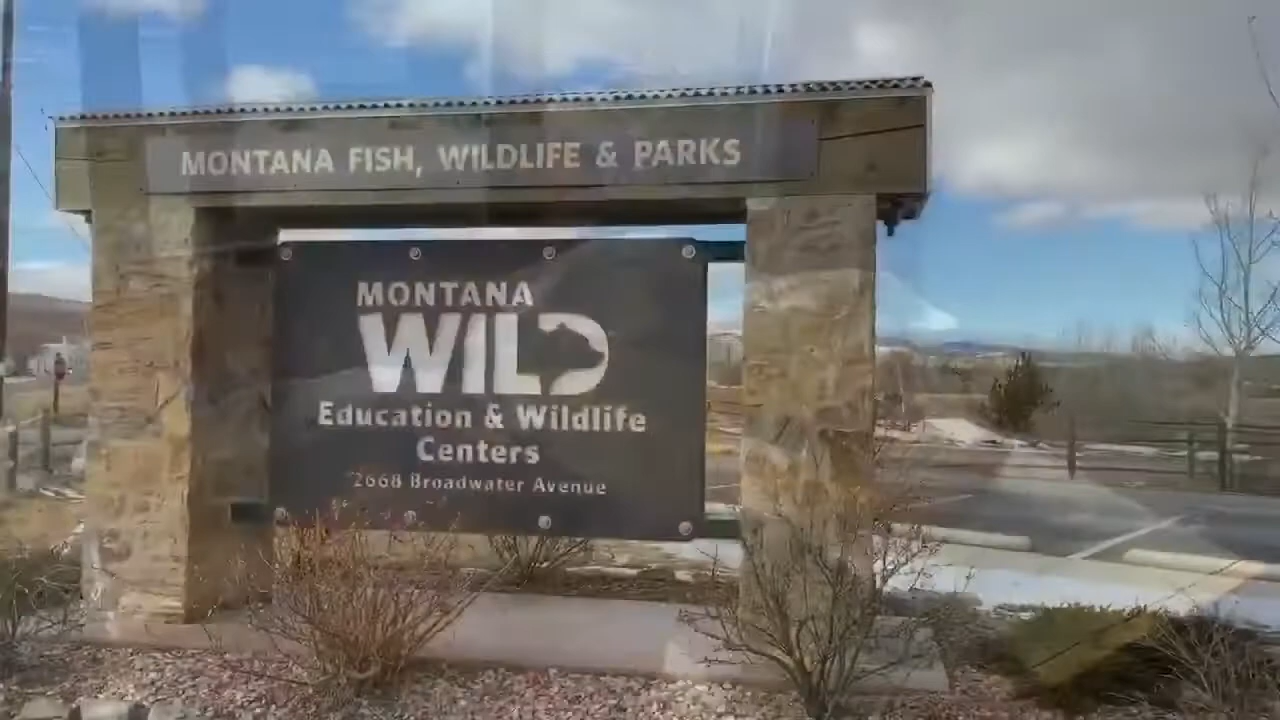 MONTANA FISH, WILDLIFE & PARKS
MONTANA
WILD
Education & Wildlife
Centers
2668 Broadwater Avenue